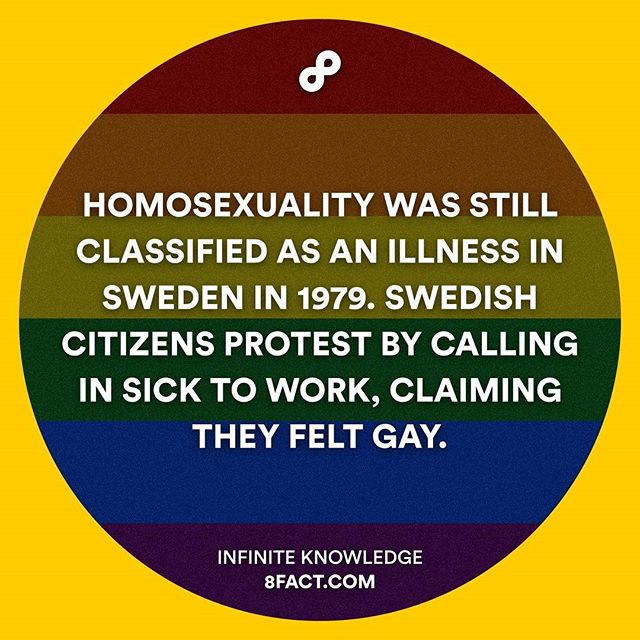 HOMOSEXUALITY WAS STILL
CLASSIFIED AS AN ILLNESS IN
SWEDEN IN 1979. SWEDISH
CITIZENS PROTEST BY CALLING
IN SICK TO WORK, CLAIMING
THEY FELT GAY.
INFINITE KNOWLEDGE
8FACT.COM